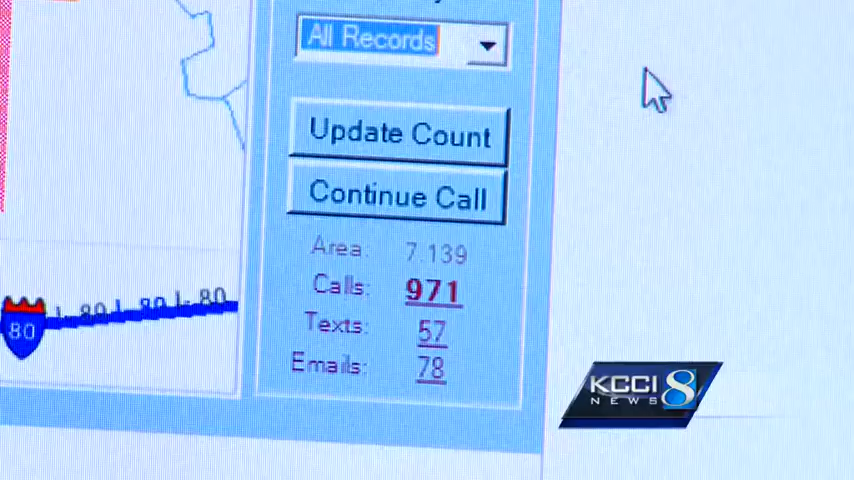 All Records
Update Count
Continue Call
Area: 7.139
Calls: 971
Texts: 57
Emails: 78
I- 80 I- 80 I- 80
80
KCCI 8
NEWS